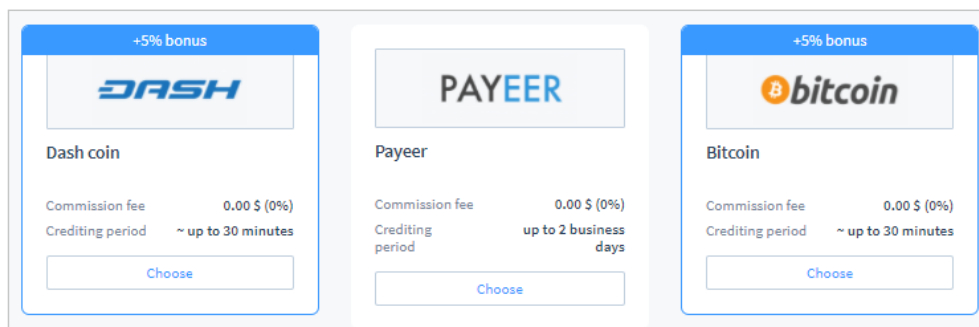 +5% bonus
DASH
Dash coin
Commission fee 0.00 $ (0%)
Crediting period ~ up to 30 minutes
Choose
PAYEER
Payeer
Commission fee 0.00 $ (0%)
Crediting period up to 2 business
days
Choose
+5% bonus
bitcoin
Bitcoin
Commission fee 0.00 $ (0%)
Crediting period ~ up to 30 minutes
Choose